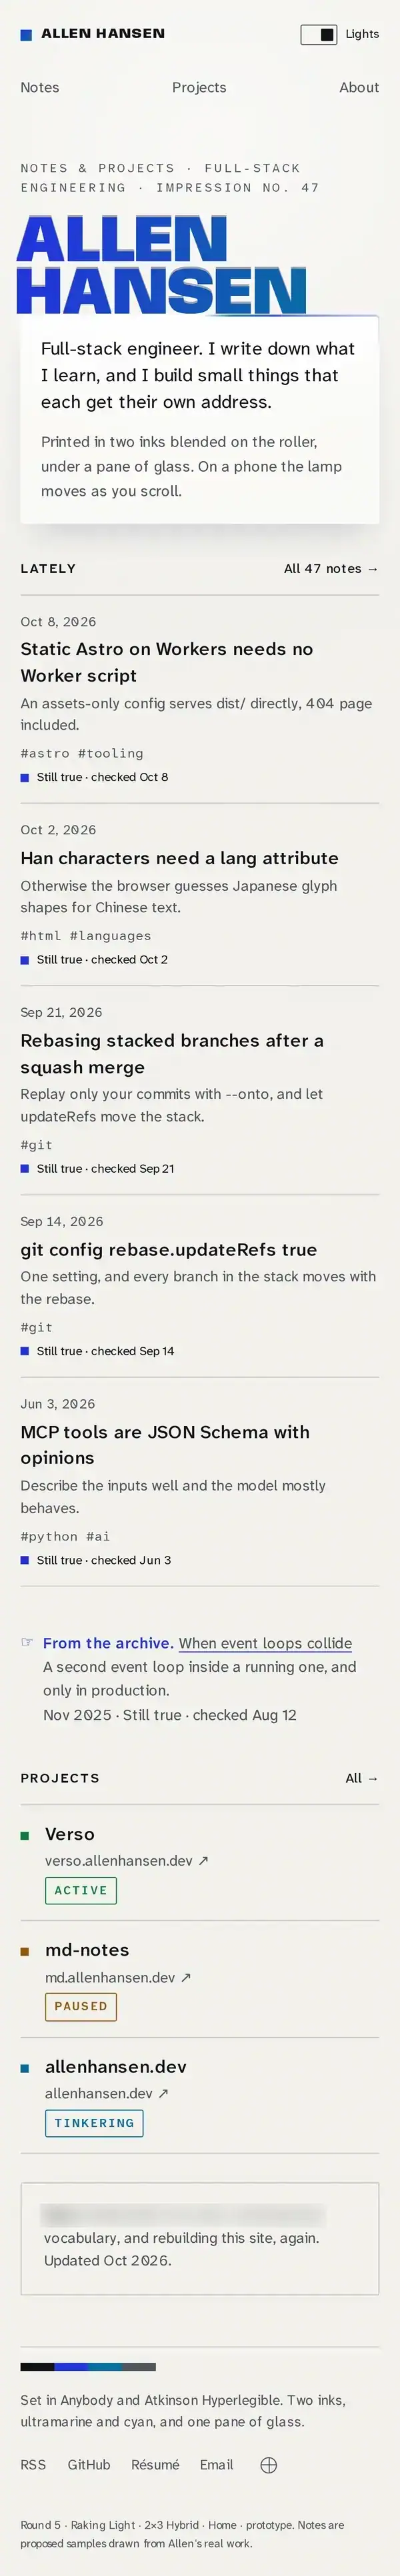 ALLEN HANSEN
Lights
Notes Projects About
NOTES & PROJECTS · FULL-STACK
ENGINEERING · IMPRESSION NO. 47
ALLEN
HANSEN
Full-stack engineer. I write down what
I learn, and I build small things that
each get their own address.
Printed in two inks blended on the roller,
under a pane of glass. On a phone the lamp
moves as you scroll.
LATELY All 47 notes →
Oct 8, 2026
Static Astro on Workers needs no
Worker script
An assets-only config serves dist/ directly, 404 page
included.
#astro #tooling
Still true · checked Oct 8
Oct 2, 2026
Han characters need a lang attribute
Otherwise the browser guesses Japanese glyph
shapes for Chinese text.
#html #languages
Still true · checked Oct 2
Sep 21, 2026
Rebasing stacked branches after a
squash merge
Replay only your commits with --onto, and let
updateRefs move the stack.
#git
Still true · checked Sep 21
Sep 14, 2026
git config rebase.updateRefs true
One setting, and every branch in the stack moves with
the rebase.
#git
Still true · checked Sep 14
Jun 3, 2026
MCP tools are JSON Schema with
opinions
Describe the inputs well and the model mostly
behaves.
#python #ai
Still true · checked Jun 3
☞ From the archive. When event loops collide
A second event loop inside a running one, and
only in production.
Nov 2025 · Still true · checked Aug 12
PROJECTS All →
Verso
verso.allenhansen.dev ↗
ACTIVE
md-notes
md.allenhansen.dev ↗
PAUSED
allenhansen.dev
allenhansen.dev ↗
TINKERING
vocabulary, and rebuilding this site, again.
Updated Oct 2026.
Set in Anybody and Atkinson Hyperlegible. Two inks,
ultramarine and cyan, and one pane of glass.
RSS GitHub Résumé Email
Round 5 · Raking Light · 2×3 Hybrid · Home · prototype. Notes are
proposed samples drawn from Allen's real work.